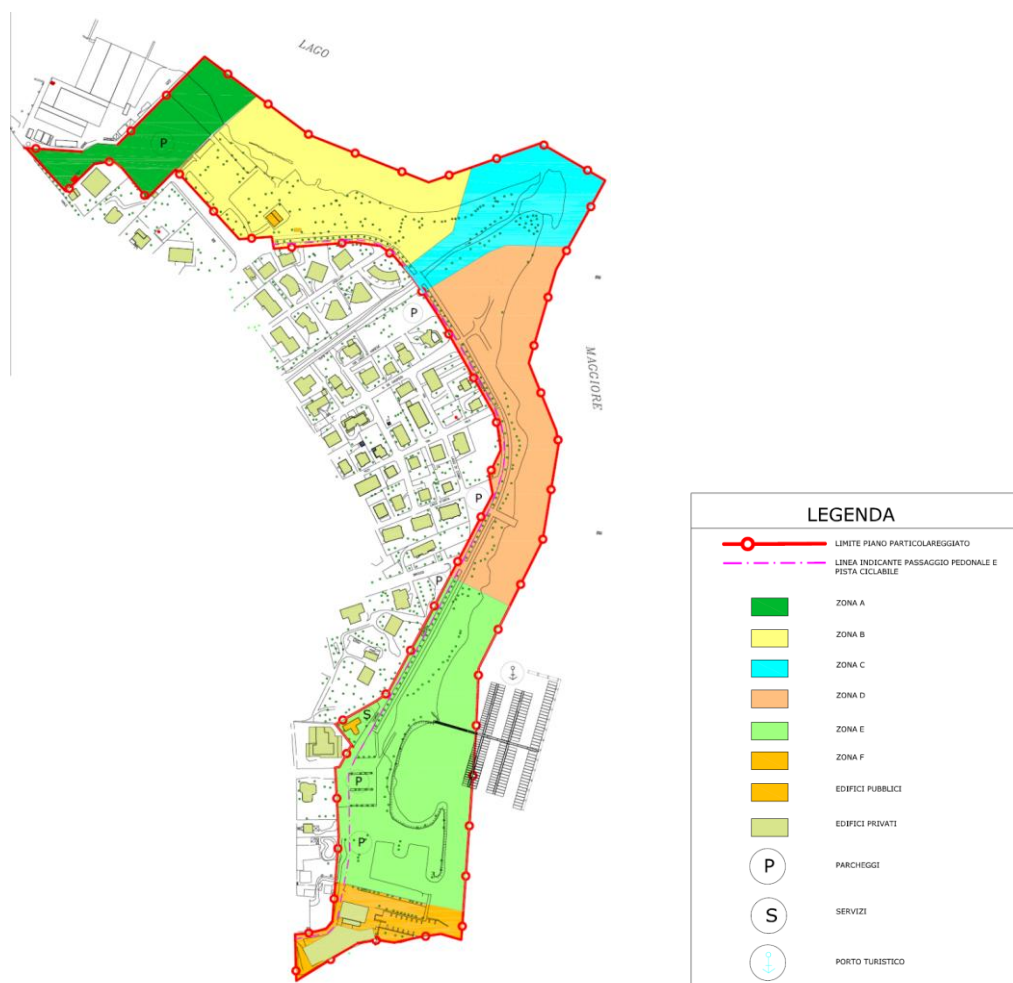 LAGO
P
P
MAGGIORE
P
P
S
P
P
LEGENDA
LIMITE PIANO PARTICOLAREGGIATO
LINEA INDICANTE PASSAGGIO PEDONALE E
PISTA CICLABILE
ZONA A
ZONA B
ZONA C
ZONA D
ZONA E
ZONA F
EDIFICI PUBBLICI
EDIFICI PRIVATI
P PARCHEGGI
S SERVIZI
PORTO TURISTICO